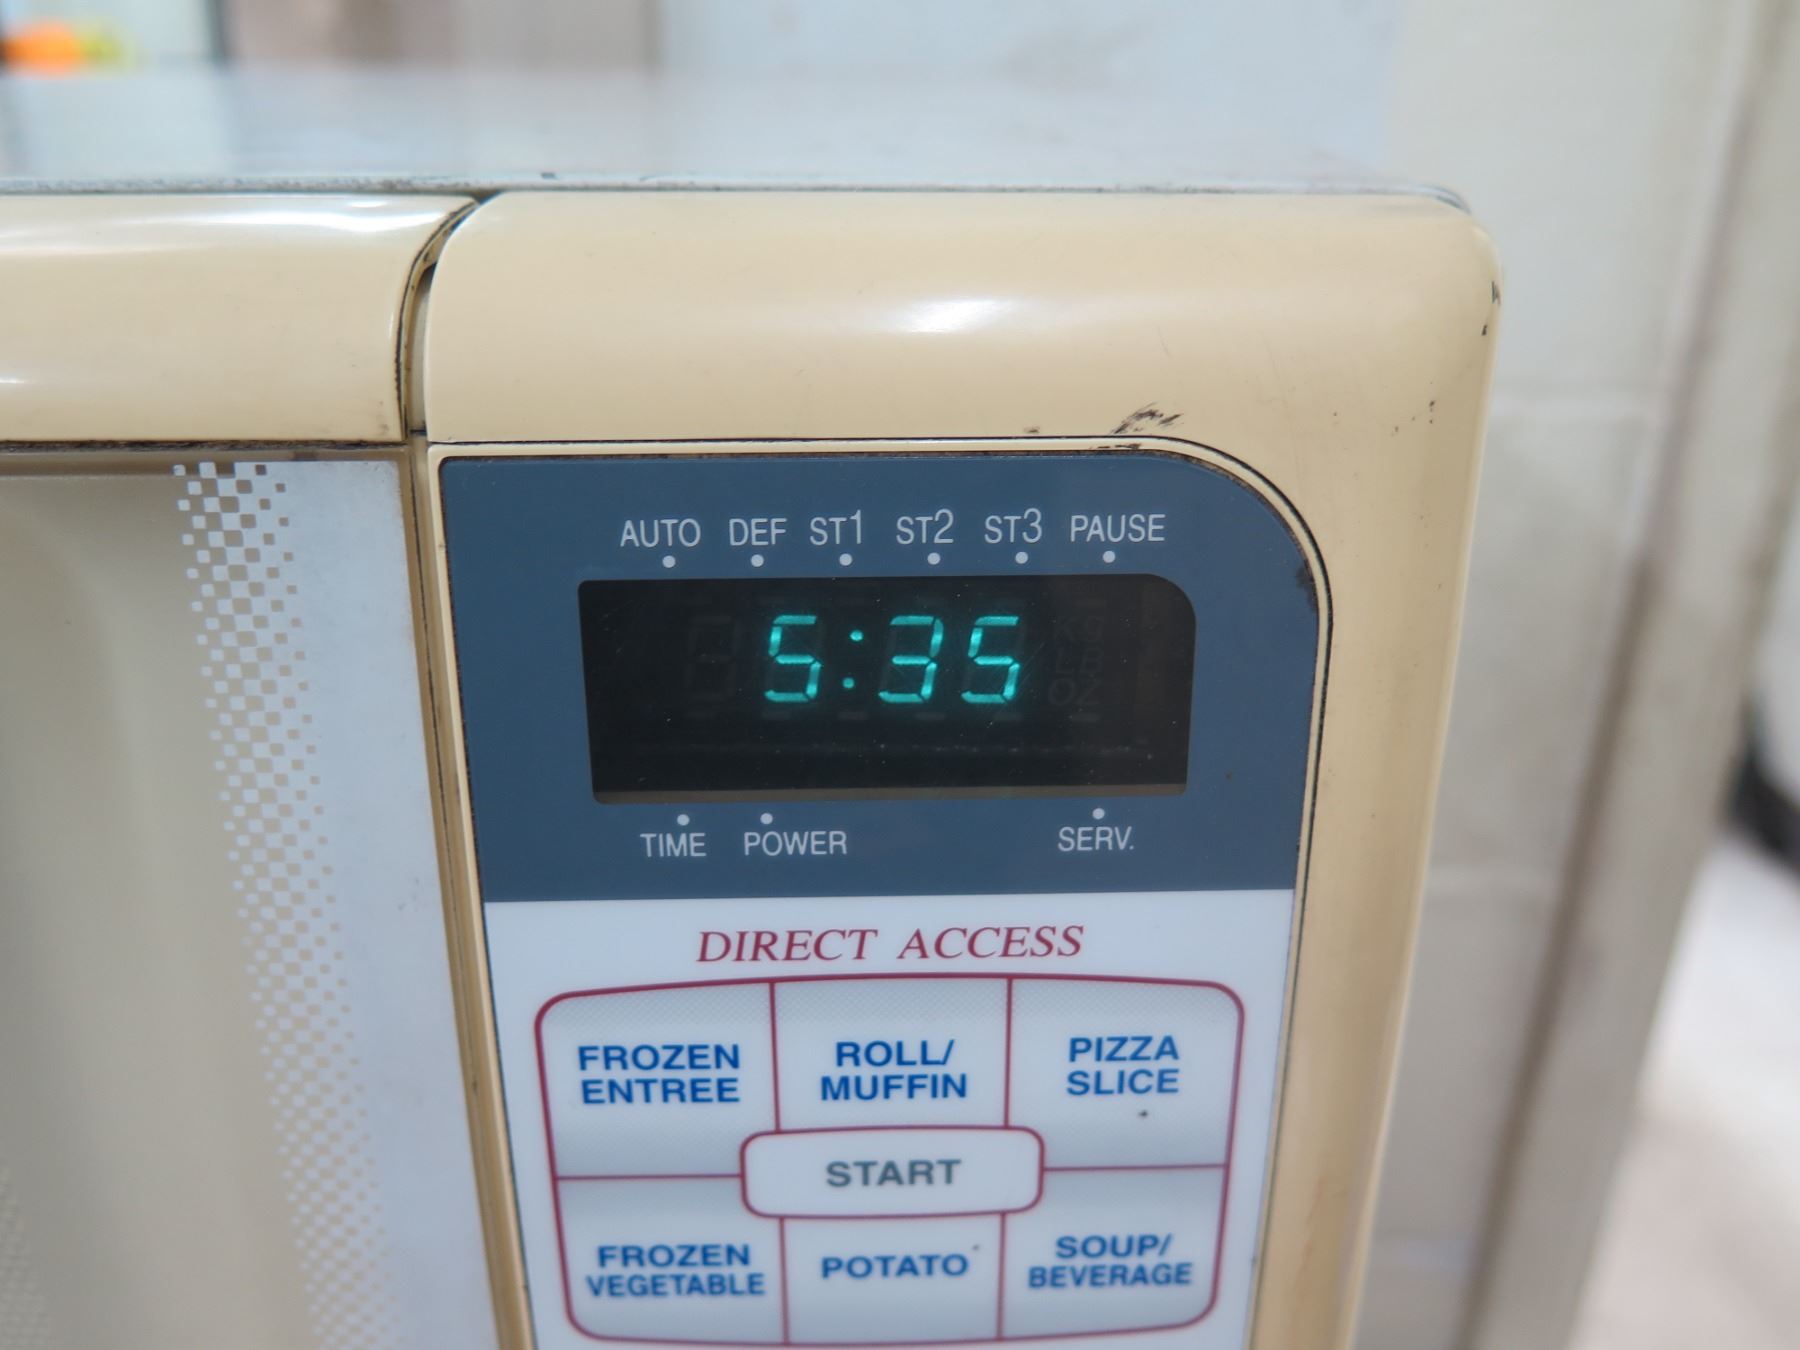 AUTO DEF ST1 ST2 ST3 PAUSE
5:35
TIME POWER SERV.
DIRECT ACCESS
FROZEN
ENTREE
ROLL/
MUFFIN
PIZZA
SLICE
START
FROZEN
VEGETABLE
POTATO
SOUP/
BEVERAGE